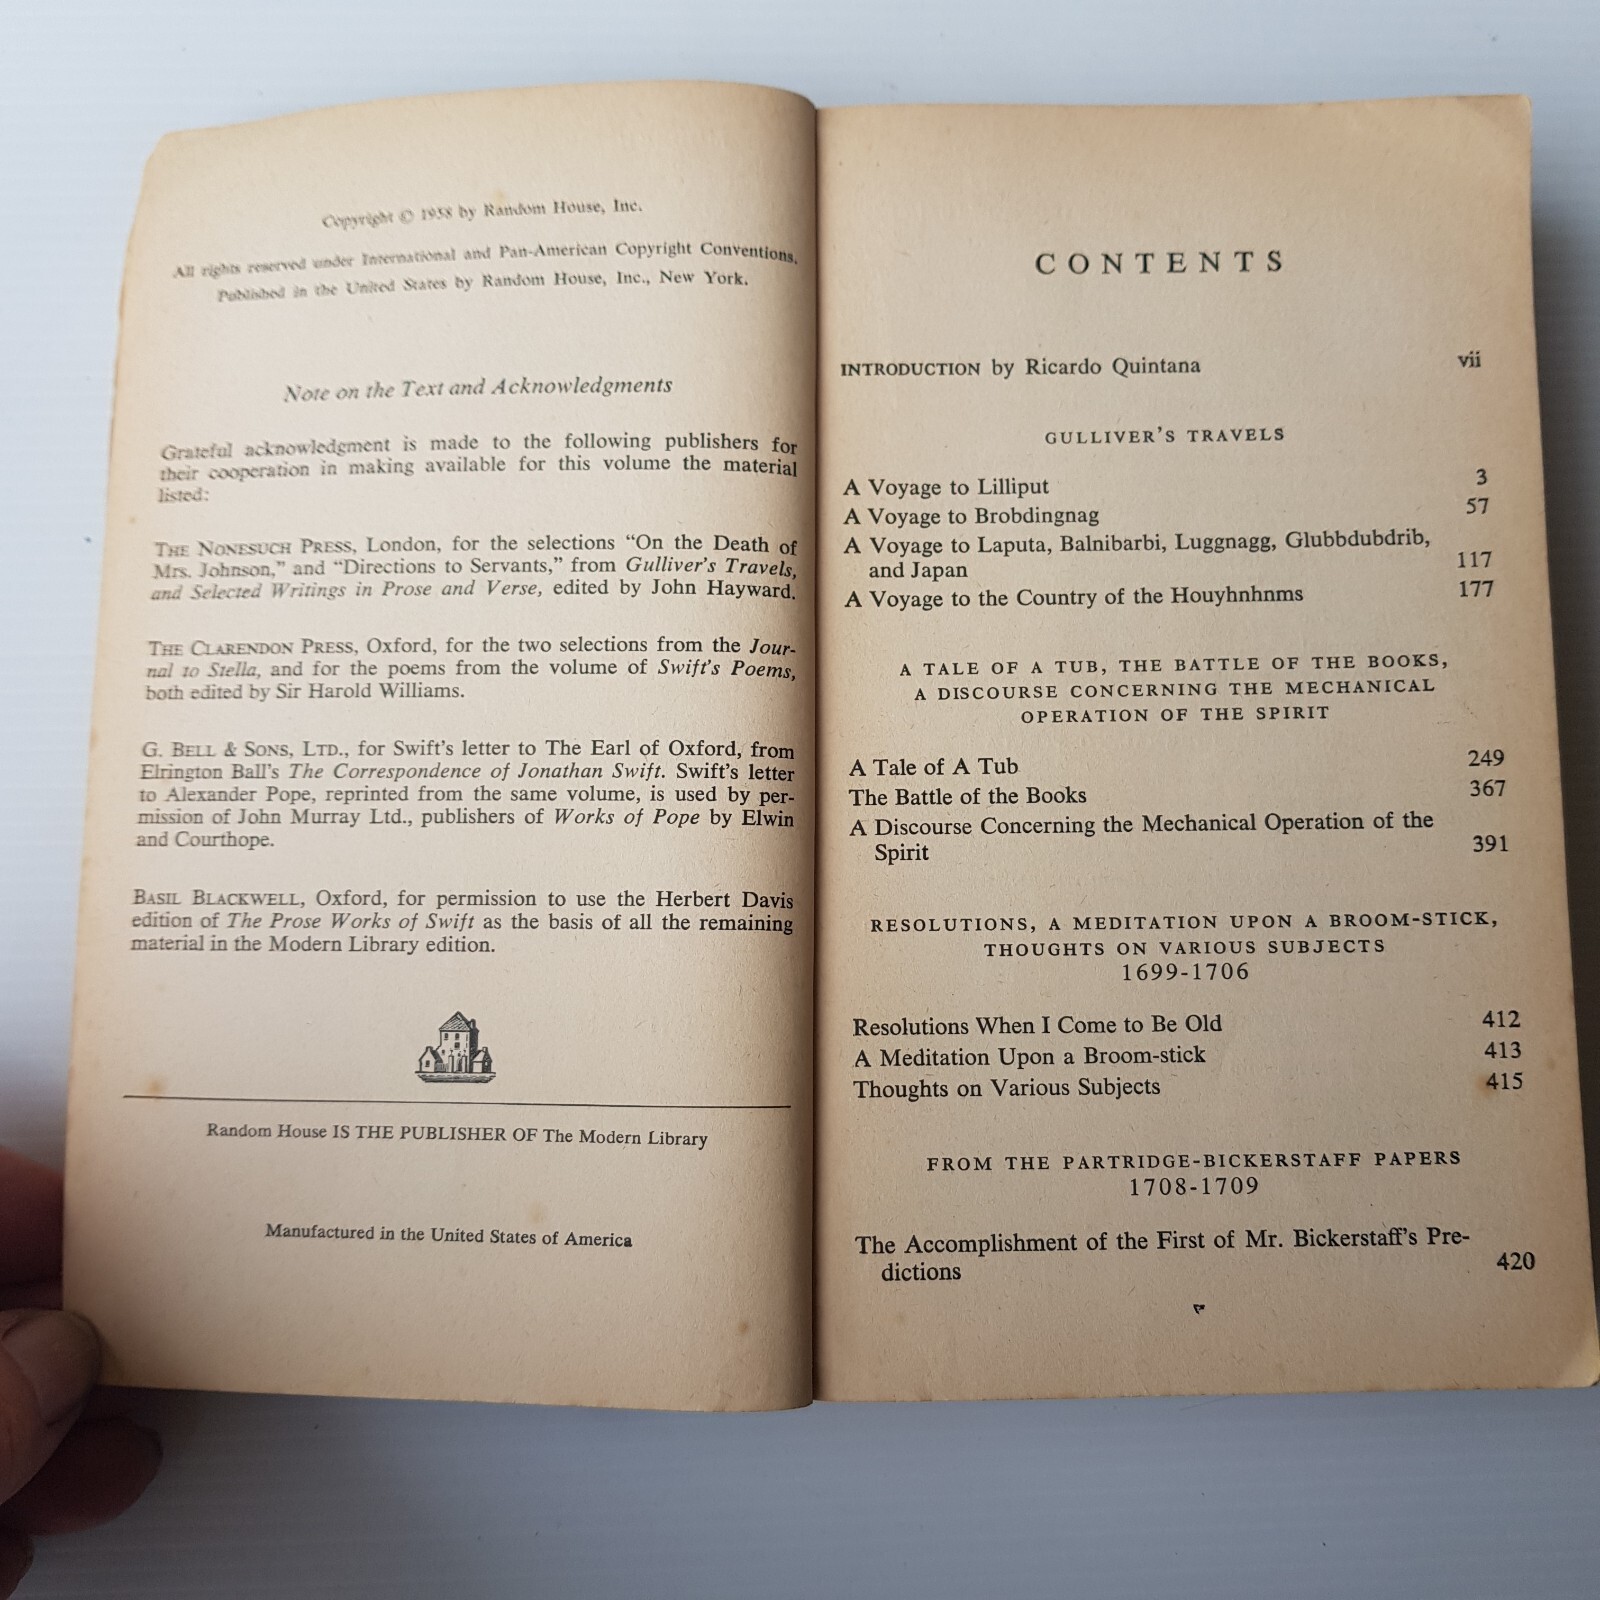 Copyright © 1958 by Random House, Inc.
All rights reserved under International and Pan-American Copyright Conventions.
Published in the United States by Random House, Inc., New York.
Note on the Text and Acknowledgments
Grateful acknowledgment is made to the following publishers for
their cooperation in making available for this volume the material
listed:
THE NONESUCH PRESS, London, for the selections “On the Death of
Mrs. Johnson,” and “Directions to Servants,” from Gulliver's Travels,
and Selected Writings in Prose and Verse, edited by John Hayward.
THE CLARENDON PRESS, Oxford, for the two selections from the Jour-
nal to Stella, and for the poems from the volume of Swift's Poems,
both edited by Sir Harold Williams.
G. BELL & SONS, LTD., for Swift's letter to The Earl of Oxford, from
Elrington Ball's The Correspondence of Jonathan Swift. Swift's letter
to Alexander Pope, reprinted from the same volume, is used by per-
mission of John Murray Ltd., publishers of Works of Pope by Elwin
and Courthope.
BASIL BLACKWELL, Oxford, for permission to use the Herbert Davis
edition of The Prose Works of Swift as the basis of all the remaining
material in the Modern Library edition.
Random House IS THE PUBLISHER OF The Modern Library
Manufactured in the United States of America
CONTENTS
INTRODUCTION by Ricardo Quintana vii
GULLIVER'S TRAVELS
A Voyage to Lilliput 3
A Voyage to Brobdingnag 57
A Voyage to Laputa, Balnibarbi, Luggnagg, Glubbdubdrib,
and Japan 117
A Voyage to the Country of the Houyhnhnms 177
A TALE OF A TUB, THE BATTLE OF THE BOOKS,
A DISCOURSE CONCERNING THE MECHANICAL
OPERATION OF THE SPIRIT
A Tale of A Tub 249
The Battle of the Books 367
A Discourse Concerning the Mechanical Operation of the
Spirit 391
RESOLUTIONS, A MEDITATION UPON A BROOM-STICK,
THOUGHTS ON VARIOUS SUBJECTS
1699-1706
Resolutions When I Come to Be Old 412
A Meditation Upon a Broom-stick 413
Thoughts on Various Subjects 415
FROM THE PARTRIDGE-BICKERSTAFF PAPERS
1708-1709
The Accomplishment of the First of Mr. Bickerstaff's Pre-
dictions 420